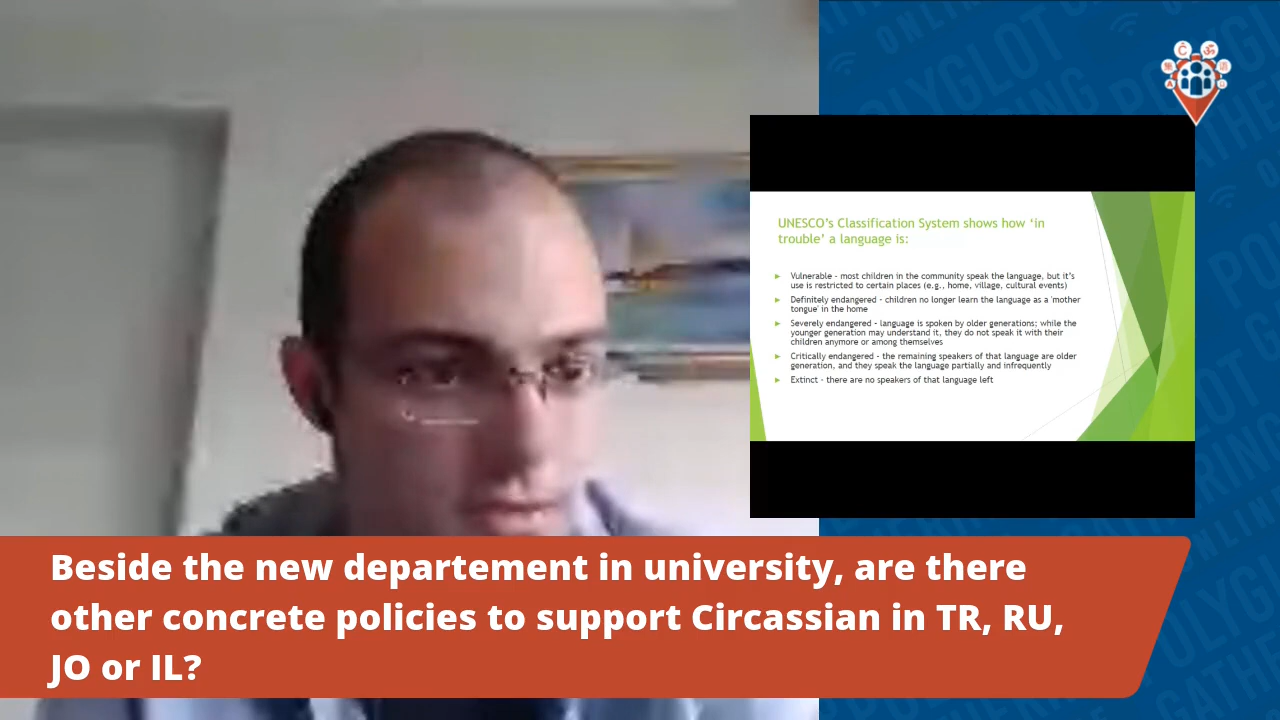 UNESCO's Classification System shows how 'in
trouble' a language is:
Vulnerable - most children in the community speak the language, but it's
use is restricted to certain places (e.g., home, village, cultural events)
Definitely endangered - children no longer learn the language as a 'mother
tongue' in the home
Severely endangered - language is spoken by older generations; while the
younger generation may understand it, they do not speak it with their
children anymore or among themselves
Critically endangered - the remaining speakers of that language are older
generation, and they speak the language partially and infrequently
Extinct - there are no speakers of that language left
Beside the new departement in university, are there
other concrete policies to support Circassian in TR, RU,
JO or IL?